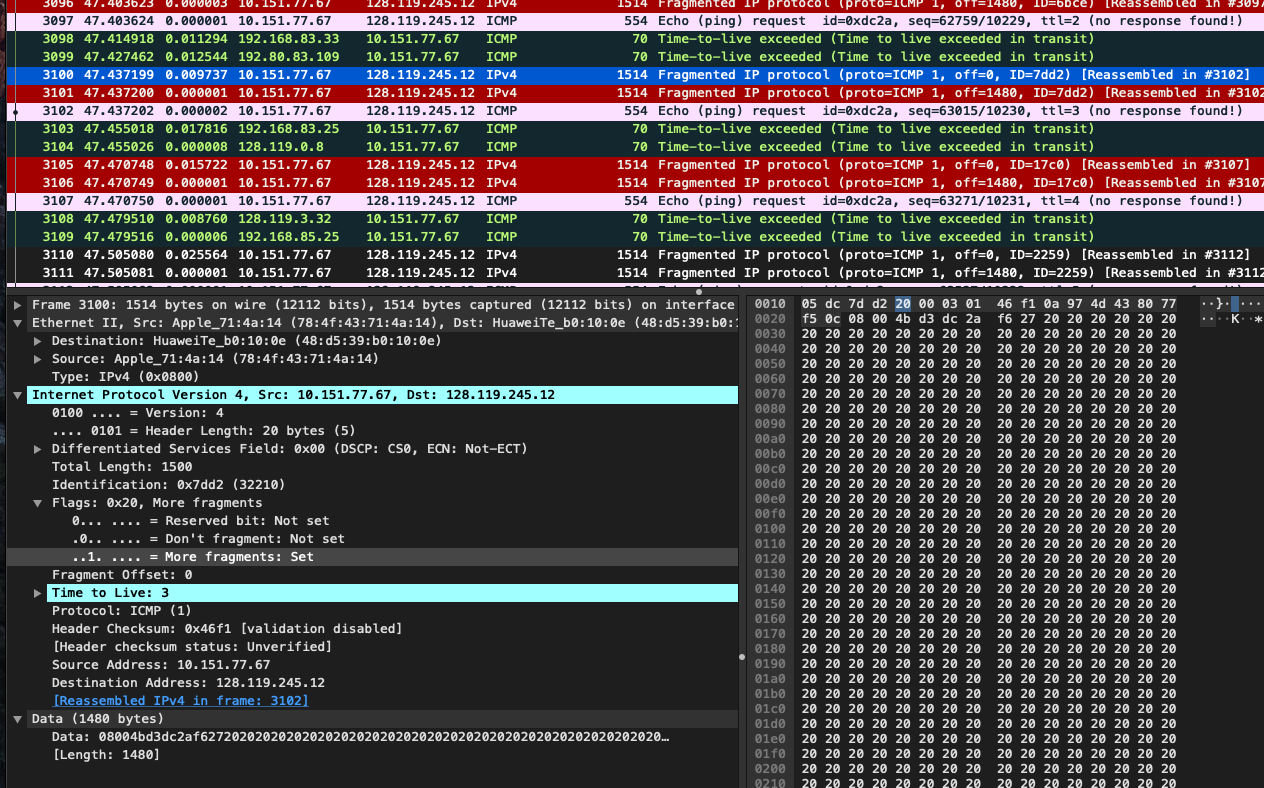 3096 47.403623 0.000003 10.151.77.67 128.119.245.12 IPv4 1514 Fragmented IP protocol (proto=ICMP 1, off=1480, ID=6bce) [Reassembled in #3097
3097 47.403624 0.000001 10.151.77.67 128.119.245.12 ICMP 554 Echo (ping) request id=0xdc2a, seq=62759/10229, ttl=2 (no response found!)
3098 47.414918 0.011294 192.168.83.33 10.151.77.67 ICMP 70 Time-to-live exceeded (Time to live exceeded in transit)
3099 47.427462 0.012544 192.80.83.109 10.151.77.67 ICMP 70 Time-to-live exceeded (Time to live exceeded in transit)
3100 47.437199 0.009737 10.151.77.67 128.119.245.12 IPv4 1514 Fragmented IP protocol (proto=ICMP 1, off=0, ID=7dd2) [Reassembled in #3102]
3101 47.437200 0.000001 10.151.77.67 128.119.245.12 IPv4 1514 Fragmented IP protocol (proto=ICMP 1, off=1480, ID=7dd2) [Reassembled in #3102
3102 47.437202 0.000002 10.151.77.67 128.119.245.12 ICMP 554 Echo (ping) request id=0xdc2a, seq=63015/10230, ttl=3 (no response found!)
3103 47.455018 0.017816 192.168.83.25 10.151.77.67 ICMP 70 Time-to-live exceeded (Time to live exceeded in transit)
3104 47.455026 0.000008 128.119.0.8 10.151.77.67 ICMP 70 Time-to-live exceeded (Time to live exceeded in transit)
3105 47.470748 0.015722 10.151.77.67 128.119.245.12 IPv4 1514 Fragmented IP protocol (proto=ICMP 1, off=0, ID=17c0) [Reassembled in #3107]
3106 47.470749 0.000001 10.151.77.67 128.119.245.12 IPv4 1514 Fragmented IP protocol (proto=ICMP 1, off=1480, ID=17c0) [Reassembled in #3107
3107 47.470750 0.000001 10.151.77.67 128.119.245.12 ICMP 554 Echo (ping) request id=0xdc2a, seq=63271/10231, ttl=4 (no response found!)
3108 47.479510 0.008760 128.119.3.32 10.151.77.67 ICMP 70 Time-to-live exceeded (Time to live exceeded in transit)
3109 47.479516 0.000006 192.168.85.25 10.151.77.67 ICMP 70 Time-to-live exceeded (Time to live exceeded in transit)
3110 47.505080 0.025564 10.151.77.67 128.119.245.12 IPv4 1514 Fragmented IP protocol (proto=ICMP 1, off=0, ID=2259) [Reassembled in #3112]
3111 47.505081 0.000001 10.151.77.67 128.119.245.12 IPv4 1514 Fragmented IP protocol (proto=ICMP 1, off=1480, ID=2259) [Reassembled in #3112
Frame 3100: 1514 bytes on wire (12112 bits), 1514 bytes captured (12112 bits) on interface
Ethernet II, Src: Apple_71:4a:14 (78:4f:43:71:4a:14), Dst: HuaweiTe_b0:10:0e (48:d5:39:b0:
Destination: HuaweiTe_b0:10:0e (48:d5:39:b0:10:0e)
Source: Apple_71:4a:14 (78:4f:43:71:4a:14)
Type: IPv4 (0x0800)
Internet Protocol Version 4, Src: 10.151.77.67, Dst: 128.119.245.12
0100 .... = Version: 4
.... 0101 = Header Length: 20 bytes (5)
Differentiated Services Field: 0x00 (DSCP: CS0, ECN: Not-ECT)
Total Length: 1500
Identification: 0x7dd2 (32210)
Flags: 0x20, More fragments
0... .... = Reserved bit: Not set
.0.. .... = Don't fragment: Not set
..1. .... = More fragments: Set
Fragment Offset: 0
Time to Live: 3
Protocol: ICMP (1)
Header Checksum: 0x46f1 [validation disabled]
[Header checksum status: Unverified]
Source Address: 10.151.77.67
Destination Address: 128.119.245.12
[Reassembled IPv4 in frame: 3102]
Data (1480 bytes)
Data: 08004bd3dc2af62720202020202020202020202020202020202020202020202020202020…
[Length: 1480]
0010 05 dc 7d d2 20 00 03 01 46 f1 0a 97 4d 43 80 77 ··}· ···
0020 f5 0c 08 00 4b d3 dc 2a f6 27 20 20 20 20 20 20 ····K··*
0030 20 20 20 20 20 20 20 20 20 20 20 20 20 20 20 20
0040 20 20 20 20 20 20 20 20 20 20 20 20 20 20 20 20
0050 20 20 20 20 20 20 20 20 20 20 20 20 20 20 20 20
0060 20 20 20 20 20 20 20 20 20 20 20 20 20 20 20 20
0070 20 20 20 20 20 20 20 20 20 20 20 20 20 20 20 20
0080 20 20 20 20 20 20 20 20 20 20 20 20 20 20 20 20
0090 20 20 20 20 20 20 20 20 20 20 20 20 20 20 20 20
00a0 20 20 20 20 20 20 20 20 20 20 20 20 20 20 20 20
00b0 20 20 20 20 20 20 20 20 20 20 20 20 20 20 20 20
00c0 20 20 20 20 20 20 20 20 20 20 20 20 20 20 20 20
00d0 20 20 20 20 20 20 20 20 20 20 20 20 20 20 20 20
00e0 20 20 20 20 20 20 20 20 20 20 20 20 20 20 20 20
00f0 20 20 20 20 20 20 20 20 20 20 20 20 20 20 20 20
0100 20 20 20 20 20 20 20 20 20 20 20 20 20 20 20 20
0110 20 20 20 20 20 20 20 20 20 20 20 20 20 20 20 20
0120 20 20 20 20 20 20 20 20 20 20 20 20 20 20 20 20
0130 20 20 20 20 20 20 20 20 20 20 20 20 20 20 20 20
0140 20 20 20 20 20 20 20 20 20 20 20 20 20 20 20 20
0150 20 20 20 20 20 20 20 20 20 20 20 20 20 20 20 20
0160 20 20 20 20 20 20 20 20 20 20 20 20 20 20 20 20
0170 20 20 20 20 20 20 20 20 20 20 20 20 20 20 20 20
0180 20 20 20 20 20 20 20 20 20 20 20 20 20 20 20 20
0190 20 20 20 20 20 20 20 20 20 20 20 20 20 20 20 20
01a0 20 20 20 20 20 20 20 20 20 20 20 20 20 20 20 20
01b0 20 20 20 20 20 20 20 20 20 20 20 20 20 20 20 20
01c0 20 20 20 20 20 20 20 20 20 20 20 20 20 20 20 20
01d0 20 20 20 20 20 20 20 20 20 20 20 20 20 20 20 20
01e0 20 20 20 20 20 20 20 20 20 20 20 20 20 20 20 20
01f0 20 20 20 20 20 20 20 20 20 20 20 20 20 20 20 20
0200 20 20 20 20 20 20 20 20 20 20 20 20 20 20 20 20
0210 20 20 20 20 20 20 20 20 20 20 20 20 20 20 20 20